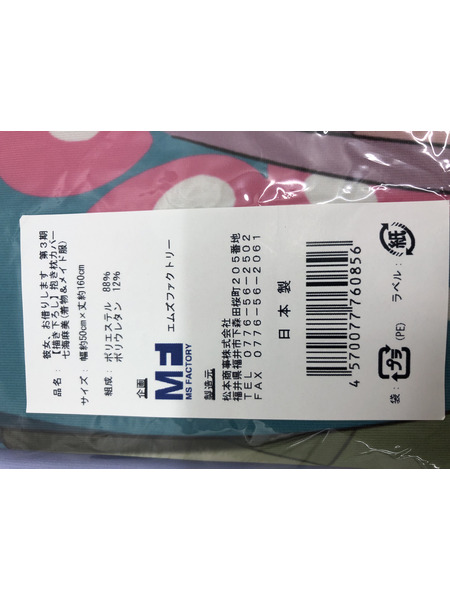 品名： 彼女、お借りします　第３期
【描き下ろし】抱き枕カバー
七海麻美(着物＆メイド服)
サイズ： 幅約50cm×丈約160cm
組成： ポリエステル　88%
ポリウレタン　12%
企画
MF
MS FACTORY
エムズファクトリー
製造元
松本商事株式会社
福井県福井市下森田桜町２０５番地
ＴＥＬ　０７７６-５６-２５０２
ＦＡＸ　０７７６-５６-２０６１
日本製
4570077760856
袋： プラ (PE)
ラベル： 紙